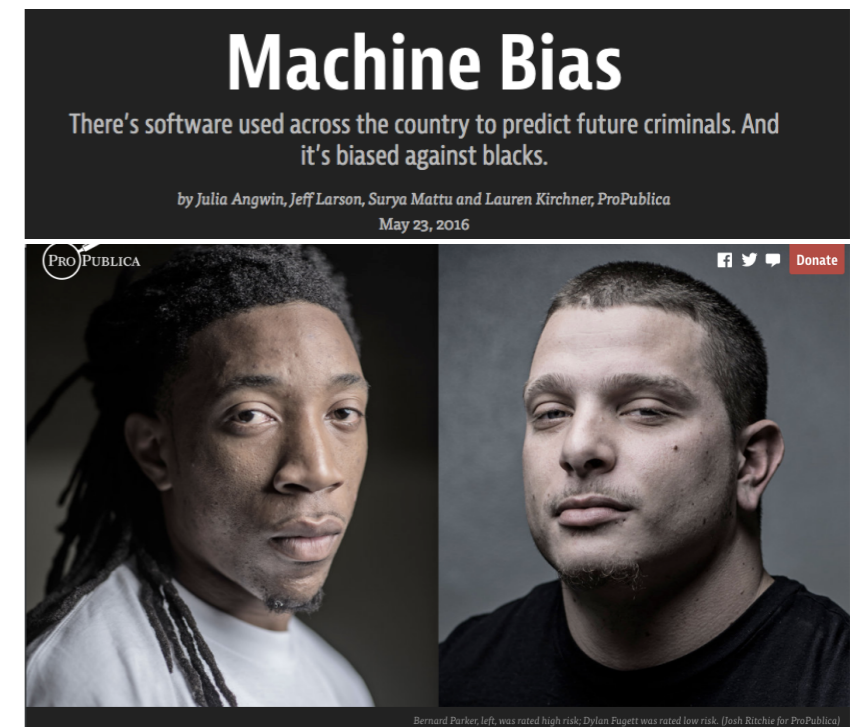 Machine Bias
There's software used across the country to predict future criminals. And
it's biased against blacks.
by Julia Angwin, Jeff Larson, Surya Mattu and Lauren Kirchner, ProPublica
May 23, 2016
PRO PUBLICA
Donate
Bernard Parker, left, was rated high risk; Dylan Fugett was rated low risk. (Josh Ritchie for ProPublica)